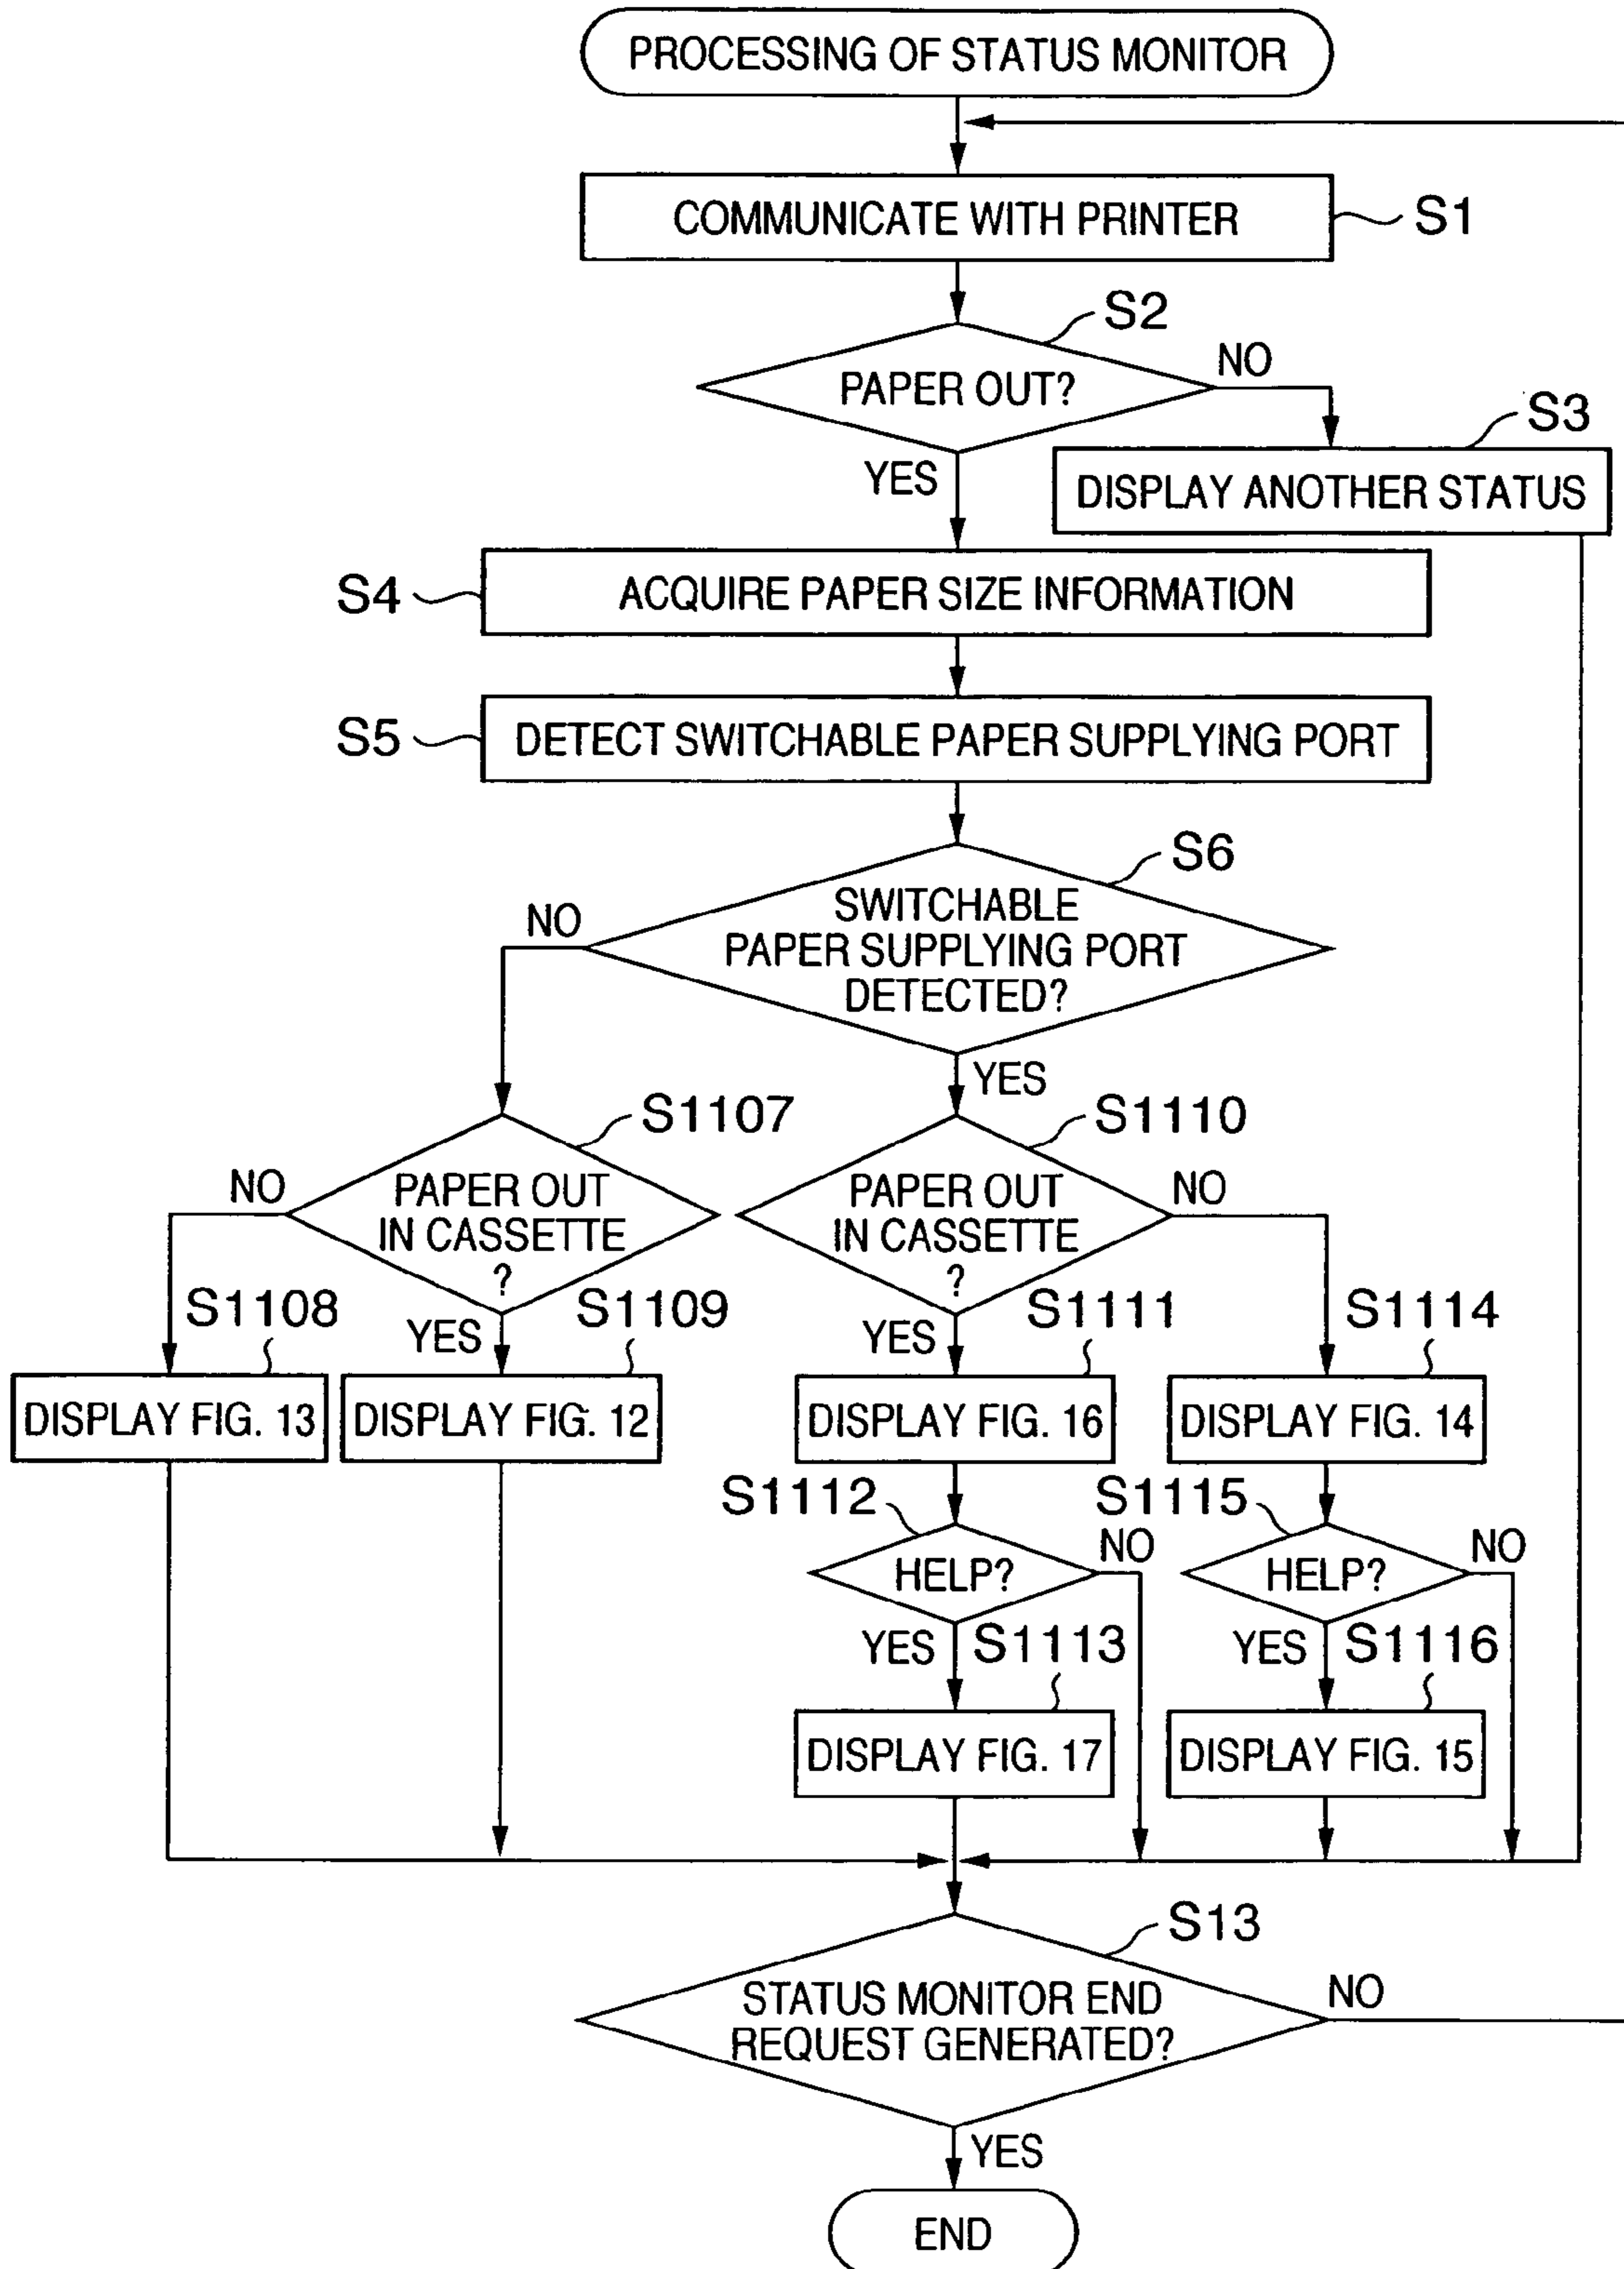 PROCESSING OF STATUS MONITOR
COMMUNICATE WITH PRINTER
S1
S2
PAPER OUT?
NO
YES
S3
DISPLAY ANOTHER STATUS
S4
ACQUIRE PAPER SIZE INFORMATION
S5
DETECT SWITCHABLE PAPER SUPPLYING PORT
S6
SWITCHABLE
PAPER SUPPLYING PORT
DETECTED?
NO
YES
S1107
PAPER OUT
IN CASSETTE
?
NO
YES
S1110
PAPER OUT
IN CASSETTE
?
NO
YES
S1108
DISPLAY FIG. 13
S1109
DISPLAY FIG. 12
S1111
DISPLAY FIG. 16
S1114
DISPLAY FIG. 14
S1112
HELP?
NO
YES
S1115
HELP?
NO
YES
S1113
DISPLAY FIG. 17
S1116
DISPLAY FIG. 15
S13
STATUS MONITOR END
REQUEST GENERATED?
NO
YES
END